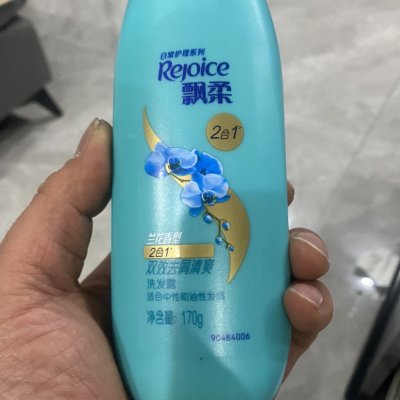 日常护理系列
Rejoice
飘柔
2合1*
兰花香型
2合1*
双效去屑清爽
洗发露
适合中性和油性发质
净含量:170g
90484006